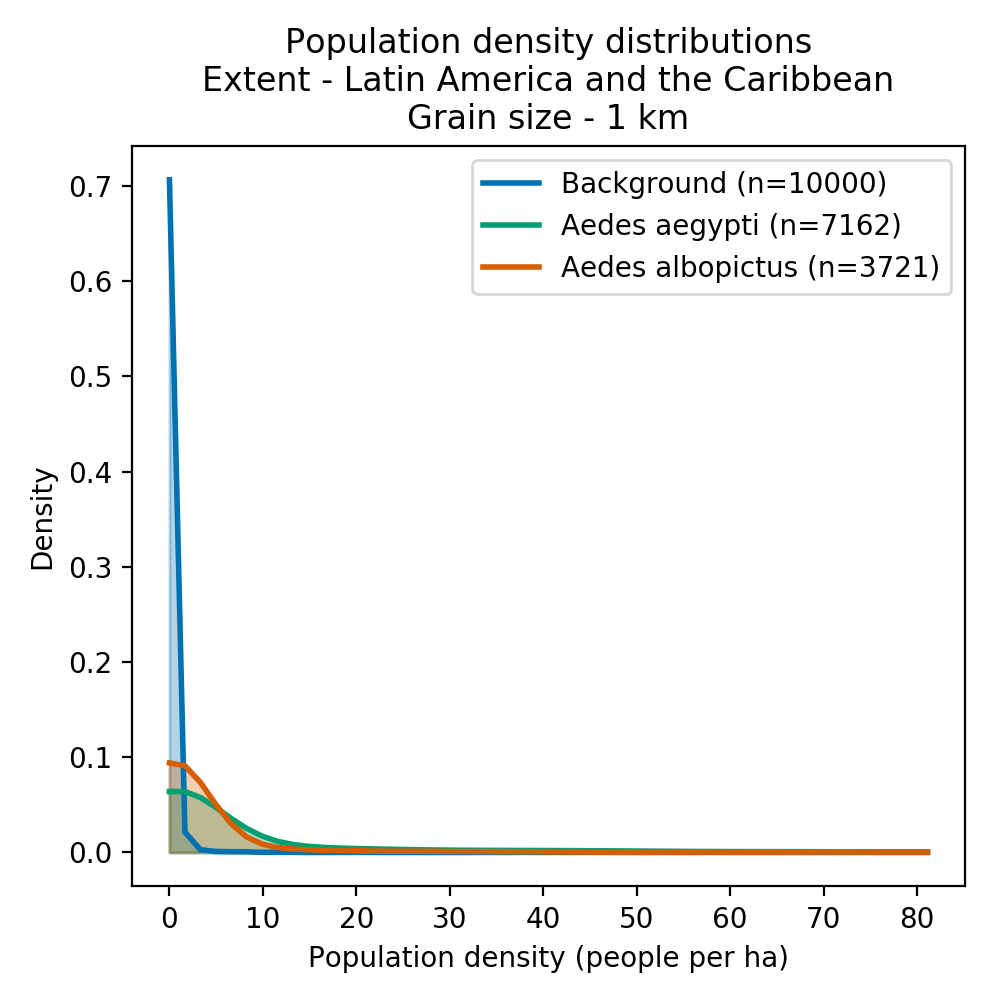 Population density distributions
Extent - Latin America and the Caribbean
Grain size - 1 km
Background (n=10000)
Aedes aegypti (n=7162)
Aedes albopictus (n=3721)
Density
0.7
0.6
0.5
0.4
0.3
0.2
0.1
0.0
0 10 20 30 40 50 60 70 80
Population density (people per ha)